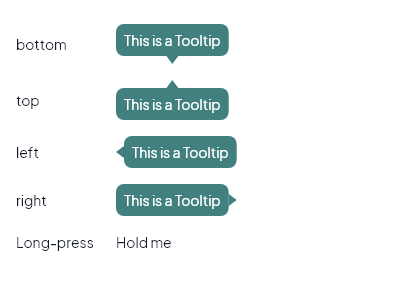 bottom This is a Tooltip
top This is a Tooltip
left This is a Tooltip
right This is a Tooltip
Long-press Hold me